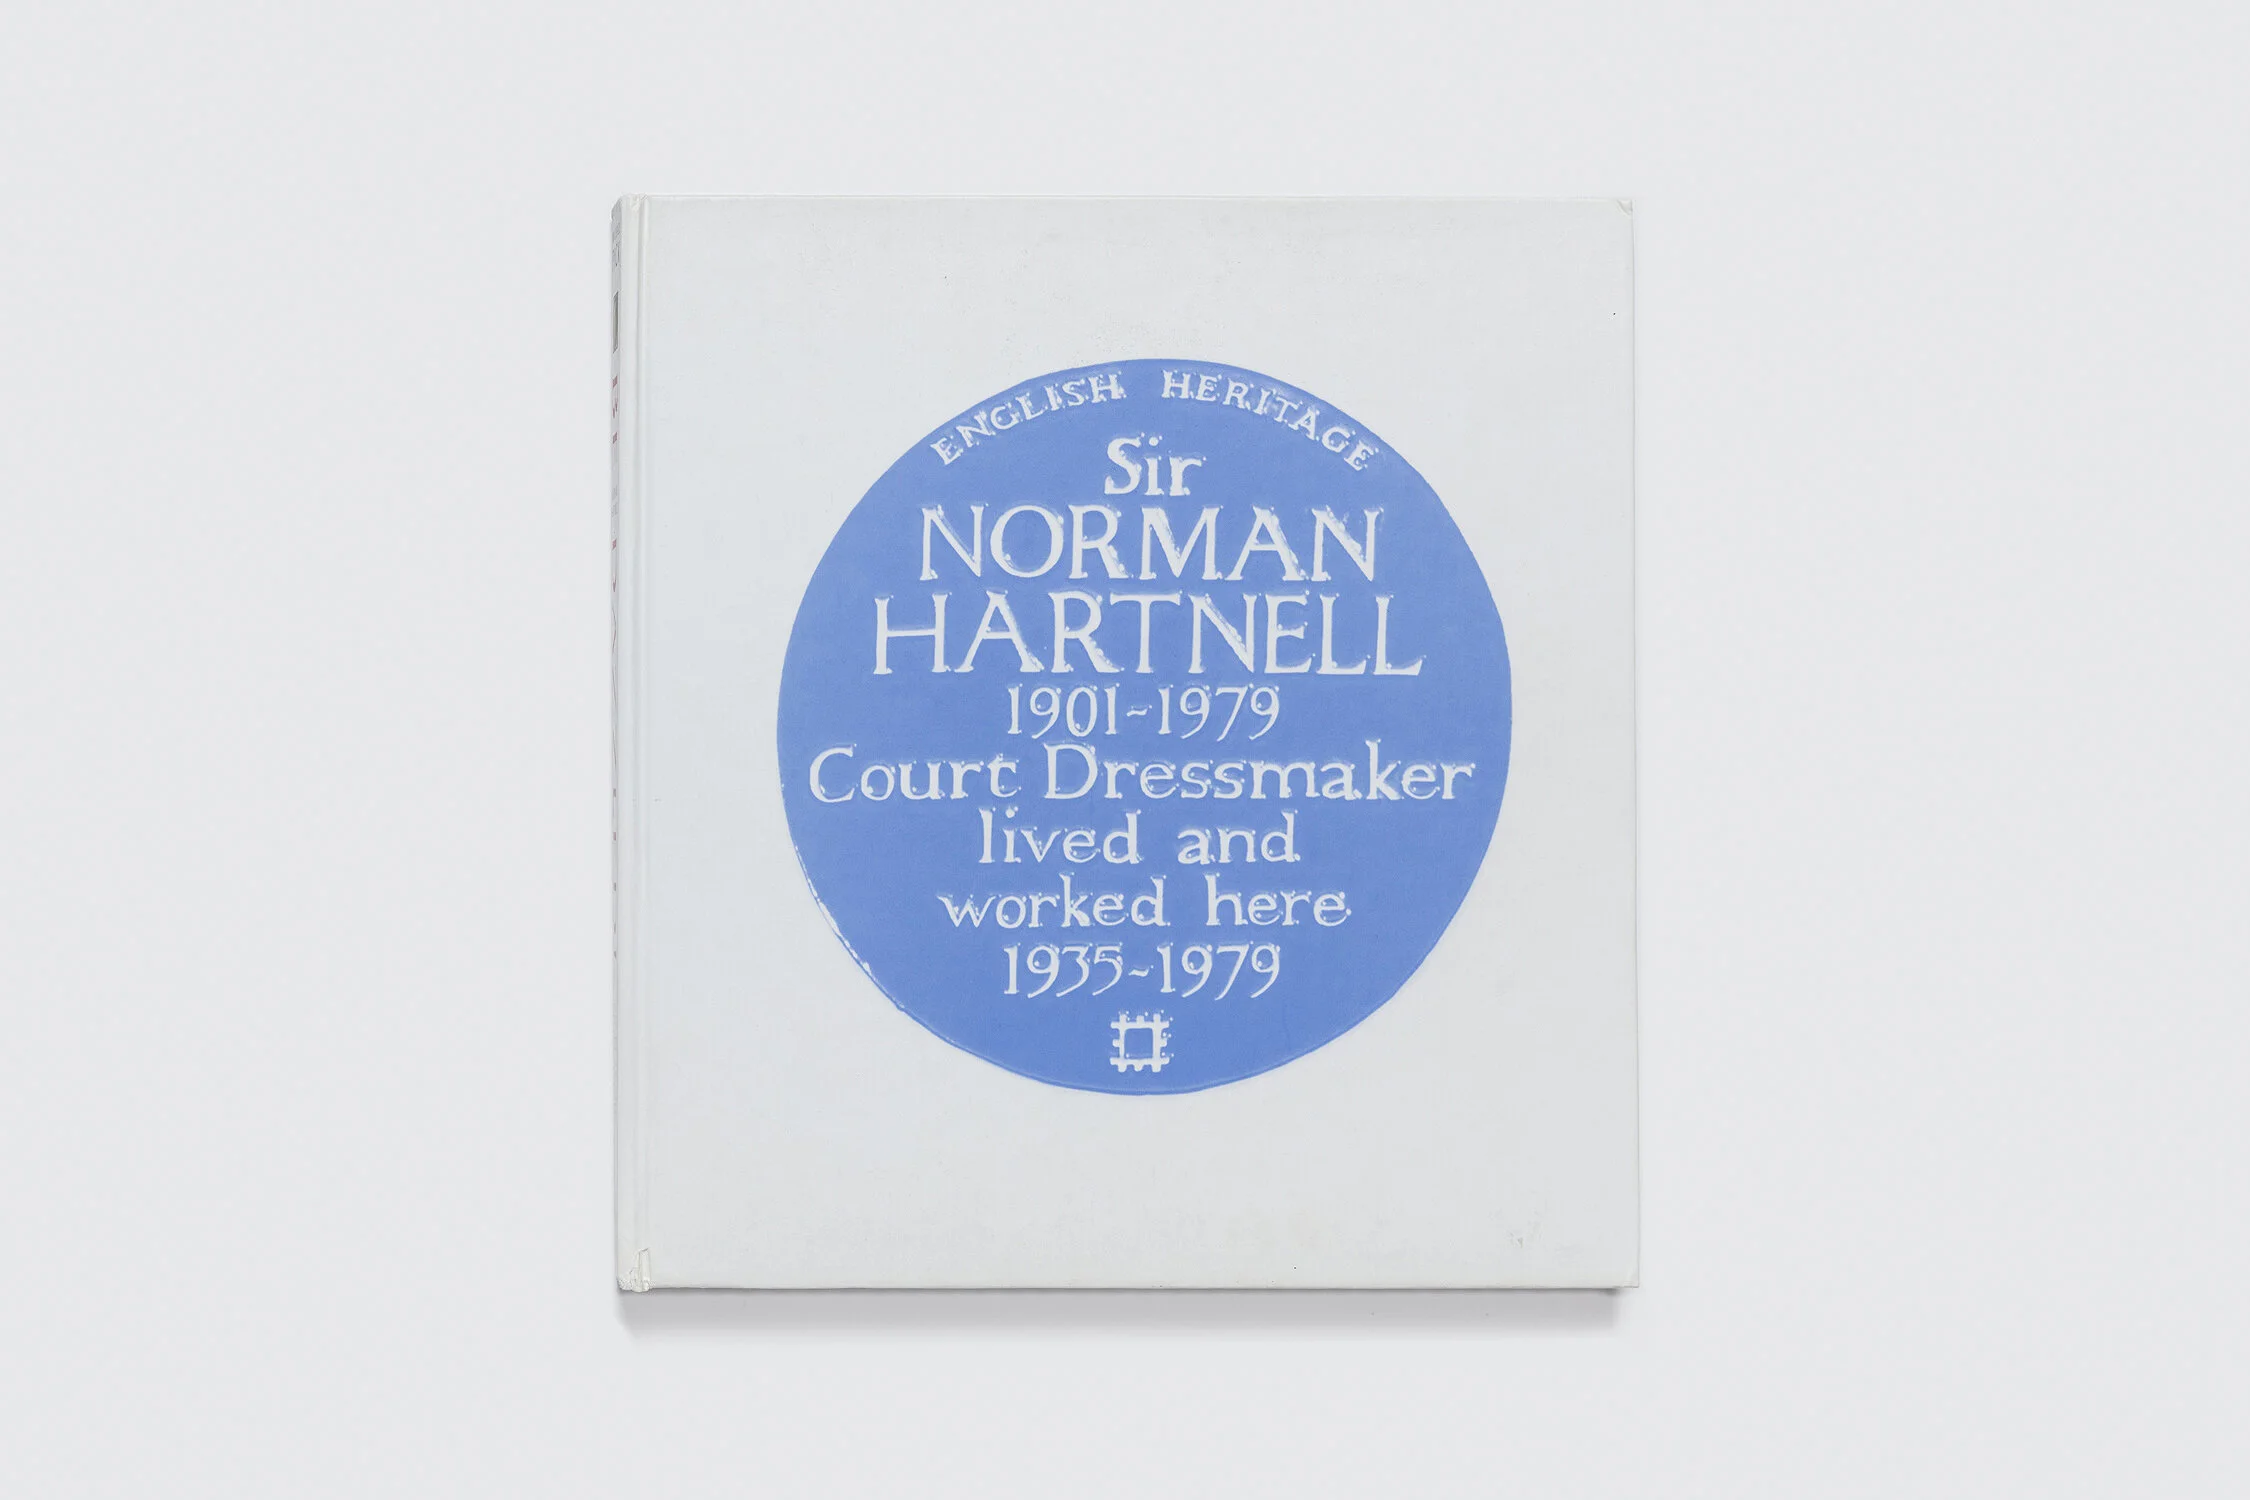 ENGLISH HERITAGE
Sir
NORMAN
HARTNELL
1901-1979
Court Dressmaker
lived and
worked here
1935-1979